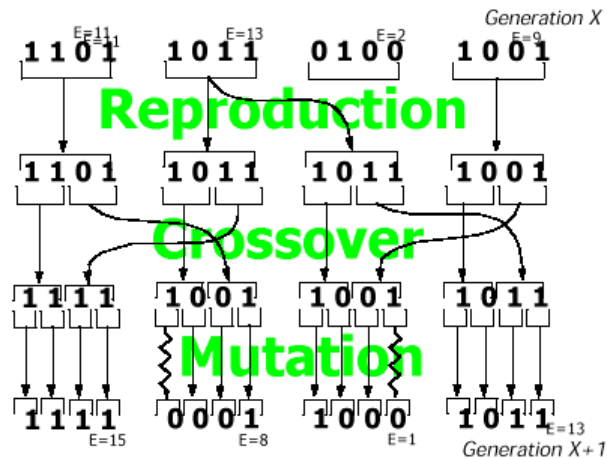 Generation X
E=11 E=13 E=2 E=9
E=11
1 1 0 1 1 0 1 1 0 1 0 0 1 0 0 1
Reproduction
1 1 0 1 1 0 1 1 1 0 1 1 1 0 0 1
Crossover
1 1 1 1 1 0 0 1 1 0 0 1 1 0 1 1
Mutation
1 1 1 1 0 0 0 1 1 0 0 0 1 0 1 1
E=15 E=8 E=1 E=13
Generation X+1